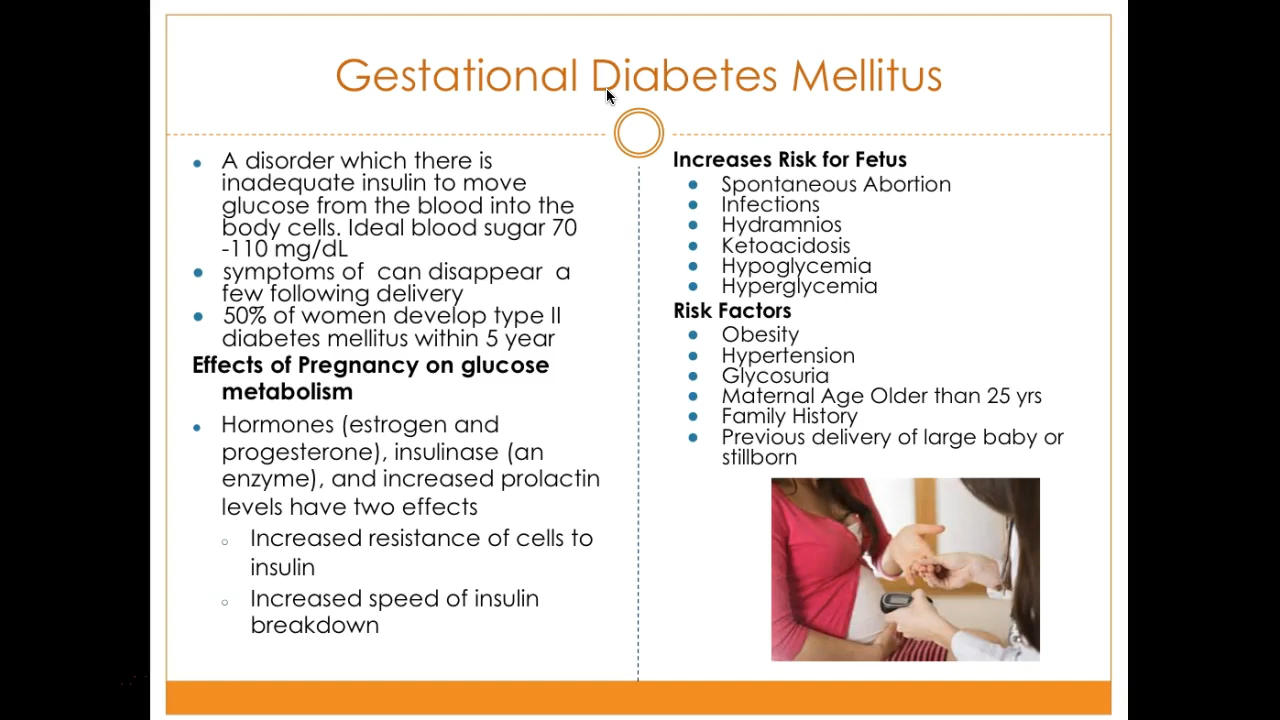 Gestational Diabetes Mellitus
A disorder which there is
inadequate insulin to move
glucose from the blood into the
body cells. Ideal blood sugar 70
-110 mg/dL
symptoms of  can disappear  a
few following delivery
50% of women develop type II
diabetes mellitus within 5 year
Effects of Pregnancy on glucose
metabolism
Hormones (estrogen and
progesterone), insulinase (an
enzyme), and increased prolactin
levels have two effects
Increased resistance of cells to
insulin
Increased speed of insulin
breakdown
Increases Risk for Fetus
Spontaneous Abortion
Infections
Hydramnios
Ketoacidosis
Hypoglycemia
Hyperglycemia
Risk Factors
Obesity
Hypertension
Glycosuria
Maternal Age Older than 25 yrs
Family History
Previous delivery of large baby or
stillborn